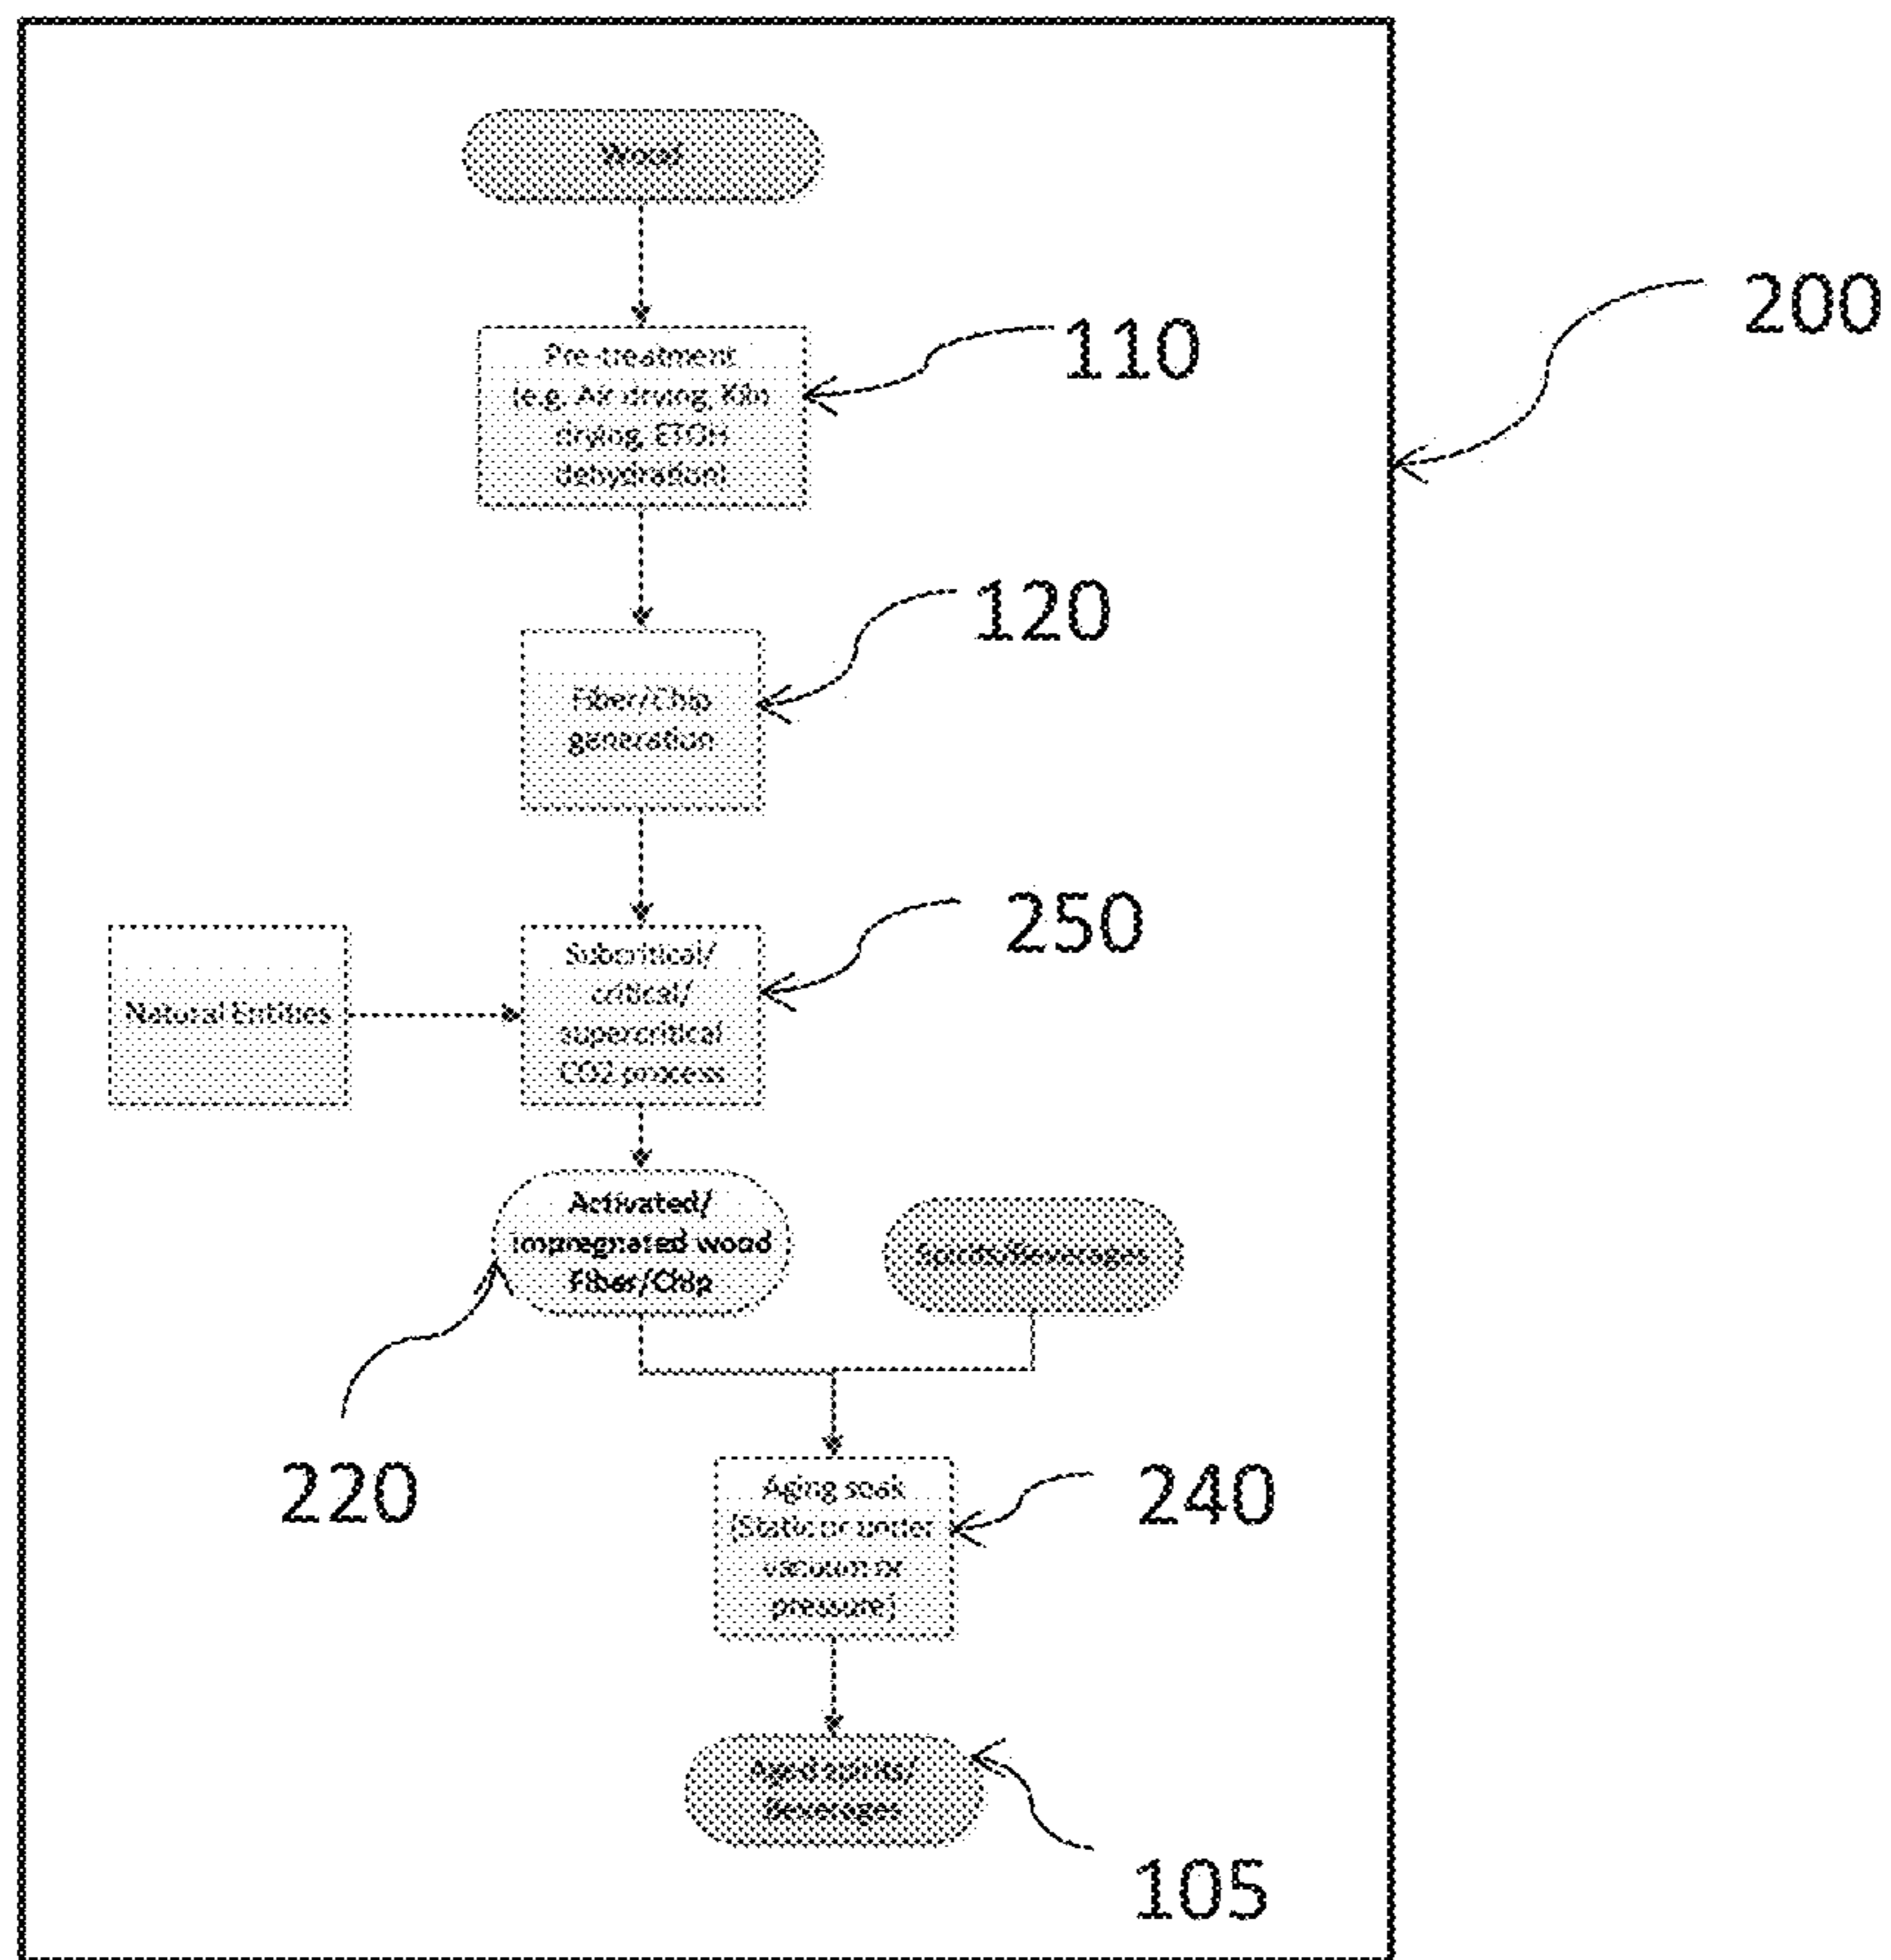 Wood
200
Pre-treatment
(e.g. Air drying, Kiln
drying, ETOH
dehydration)
110
120
Fiber/Chip
generation
250
Subcritical/
critical/
supercritical
CO2 process
Natural Entities
Activated/
Impregnated wood
Fiber/Chip
Spirits/Beverages
220
Aging soak
(Static or under
vacuum or
pressure)
240
Aged spirits/
Beverages
105